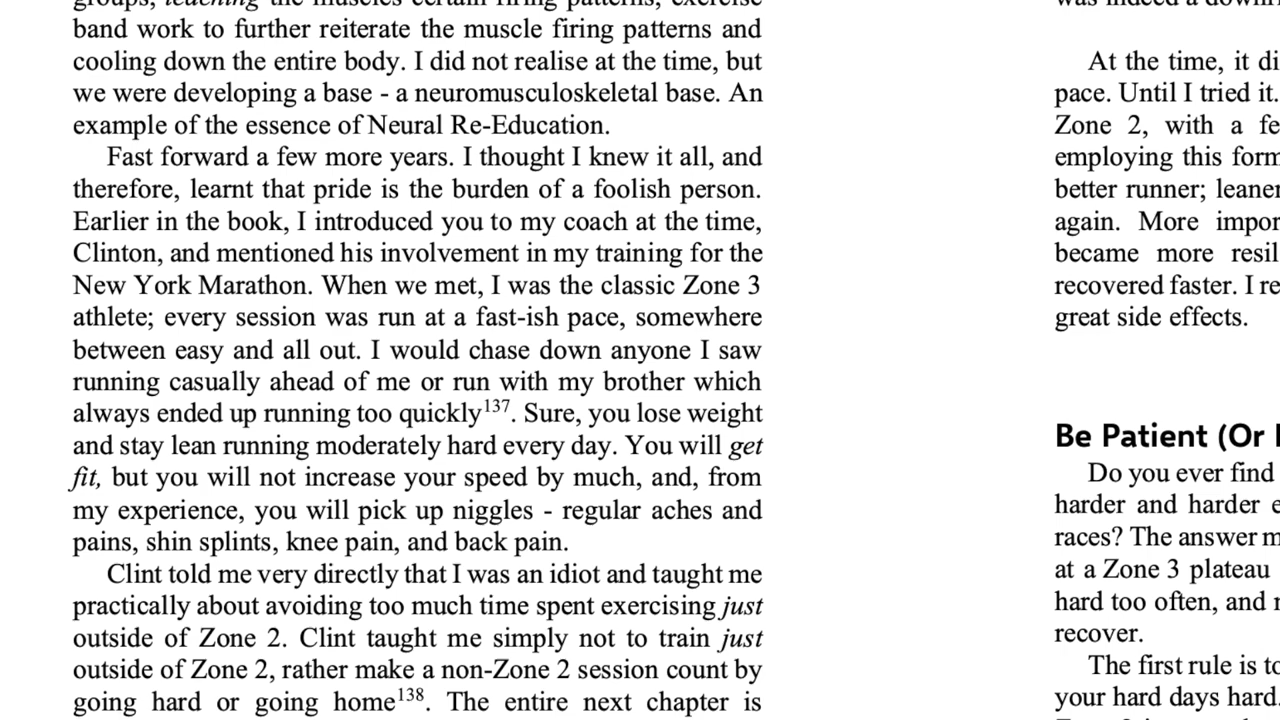 groups, teaching the muscles certain firing patterns, exercise
band work to further reiterate the muscle firing patterns and
cooling down the entire body. I did not realise at the time, but
we were developing a base - a neuromusculoskeletal base. An
example of the essence of Neural Re-Education.
Fast forward a few more years. I thought I knew it all, and
therefore, learnt that pride is the burden of a foolish person.
Earlier in the book, I introduced you to my coach at the time,
Clinton, and mentioned his involvement in my training for the
New York Marathon. When we met, I was the classic Zone 3
athlete; every session was run at a fast-ish pace, somewhere
between easy and all out. I would chase down anyone I saw
running casually ahead of me or run with my brother which
always ended up running too quickly137. Sure, you lose weight
and stay lean running moderately hard every day. You will get
fit, but you will not increase your speed by much, and, from
my experience, you will pick up niggles - regular aches and
pains, shin splints, knee pain, and back pain.
Clint told me very directly that I was an idiot and taught me
practically about avoiding too much time spent exercising just
outside of Zone 2. Clint taught me simply not to train just
outside of Zone 2, rather make a non-Zone 2 session count by
going hard or going home138. The entire next chapter is
was indeed a
At the time, it di
pace. Until I tried it.
Zone 2, with a fe
employing this form
better runner; leaner
again. More impor
became more resil
recovered faster. I re
great side effects.
Be Patient (Or
Do you ever find
harder and harder e
races? The answer m
at a Zone 3 plateau
hard too often, and
recover.
The first rule is to
your hard days hard.